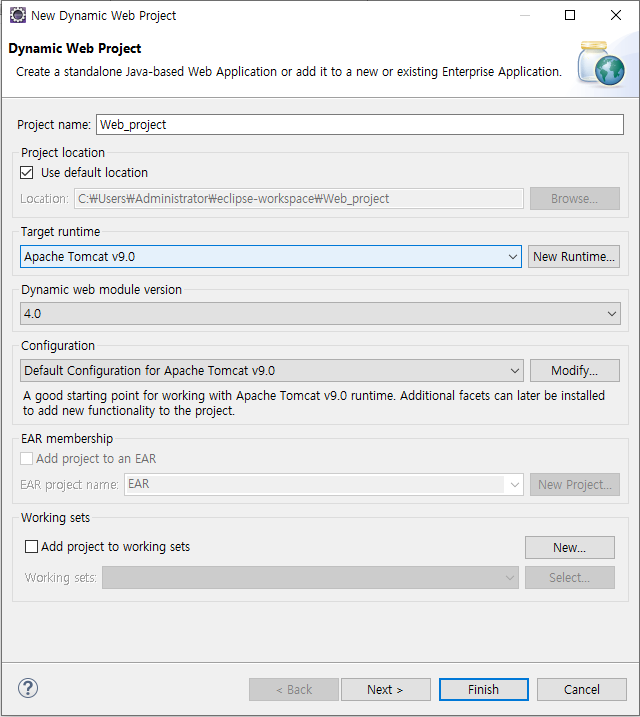 New Dynamic Web Project
Dynamic Web Project
Create a standalone Java-based Web Application or add it to a new or existing Enterprise Application.
Project name: Web_project
Project location
Use default location
Location: C:₩Users₩Administrator₩eclipse-workspace₩Web_project Browse...
Target runtime
Apache Tomcat v9.0 New Runtime...
Dynamic web module version
4.0
Configuration
Default Configuration for Apache Tomcat v9.0 Modify...
A good starting point for working with Apache Tomcat v9.0 runtime. Additional facets can later be installed
to add new functionality to the project.
EAR membership
Add project to an EAR
EAR project name: EAR New Project...
Working sets
Add project to working sets New...
Working sets: Select...
? < Back Next > Finish Cancel